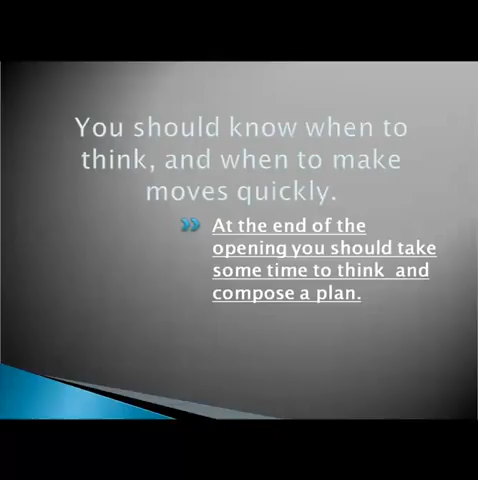 You should know when to
think, and when to make
moves quickly.
At the end of the
opening you should take
some time to think and
compose a plan.